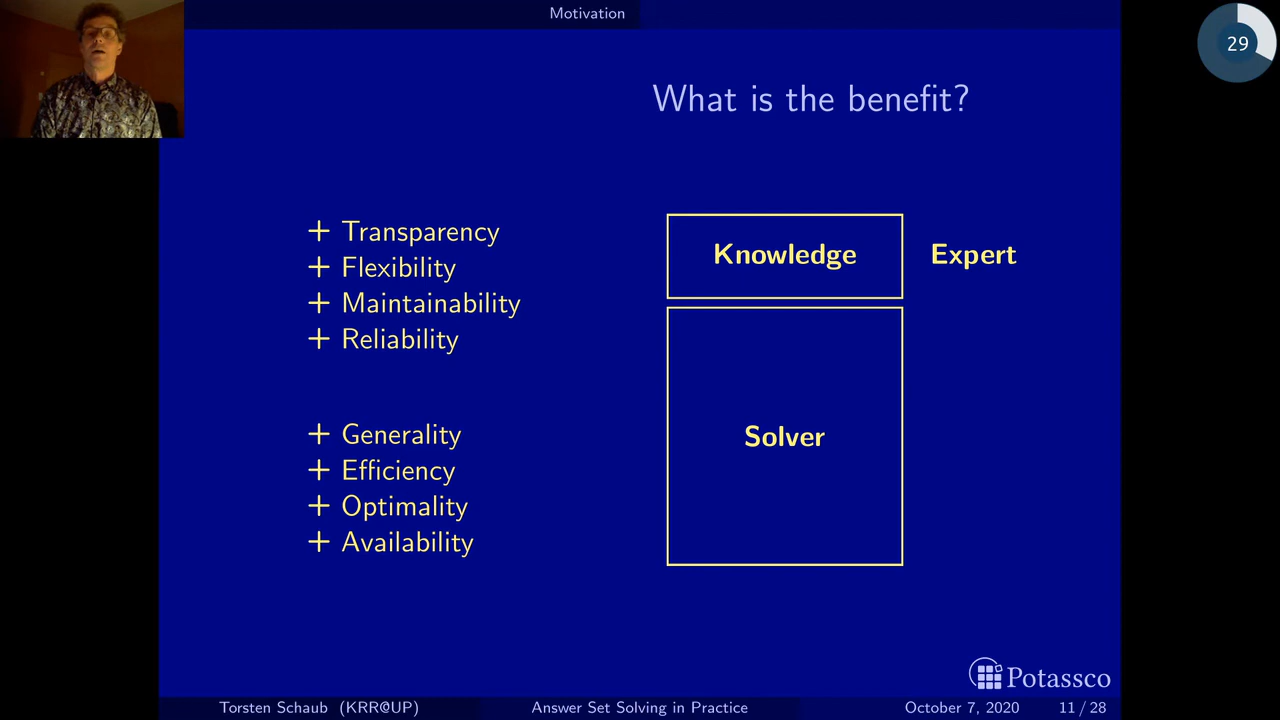 Motivation
29
What is the benefit?
+ Transparency
+ Flexibility
+ Maintainability
+ Reliability
Knowledge
Expert
+ Generality
+ Efficiency
+ Optimality
+ Availability
Solver
Potassco
Torsten Schaub (KRR@UP)
Answer Set Solving in Practice
October 7, 2020
11 / 28